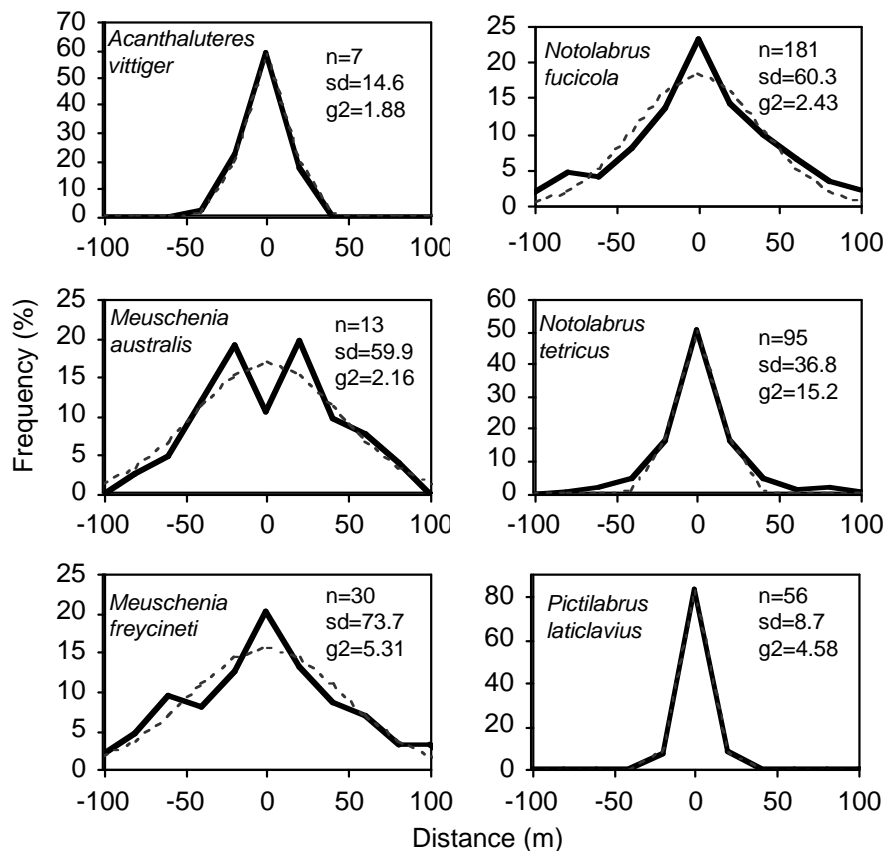 70
60
50
40
30
20
10
0
Acanthaluteres
vittiger
n=7
sd=14.6
g2=1.88
-100 -50 0 50 100
25
20
15
10
5
0
Notolabrus
fucicola
n=181
sd=60.3
g2=2.43
-100 -50 0 50 100
Frequency (%)
25
20
15
10
5
0
Meuschenia
australis
n=13
sd=59.9
g2=2.16
-100 -50 0 50 100
60
50
40
30
20
10
0
Notolabrus
tetricus
n=95
sd=36.8
g2=15.2
-100 -50 0 50 100
25
20
15
10
5
0
Meuschenia
freycineti
n=30
sd=73.7
g2=5.31
-100 -50 0 50 100
80
60
40
20
0
Pictilabrus
laticlavius
n=56
sd=8.7
g2=4.58
-100 -50 0 50 100
Distance (m)